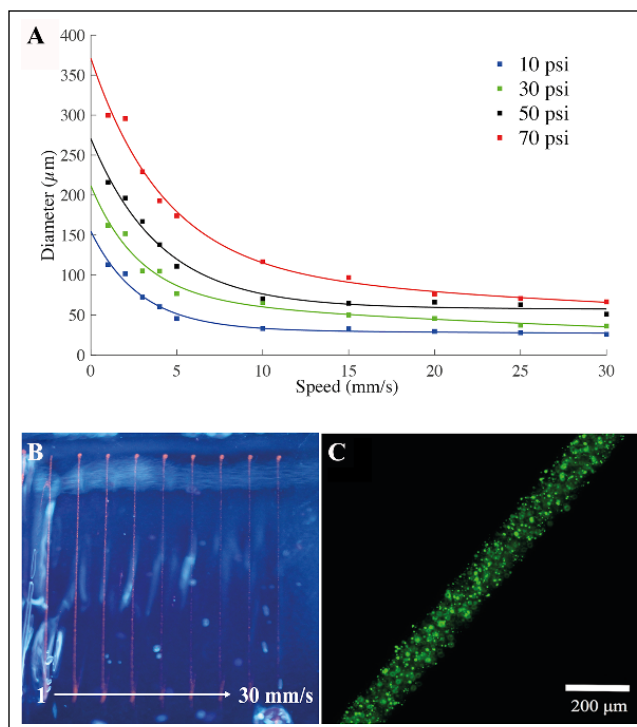 A
400
350
300
250
200
150
100
50
0
Diameter (µm)
0 5 10 15 20 25 30
Speed (mm/s)
10 psi
30 psi
50 psi
70 psi
B
1 30 mm/s
C
200 µm